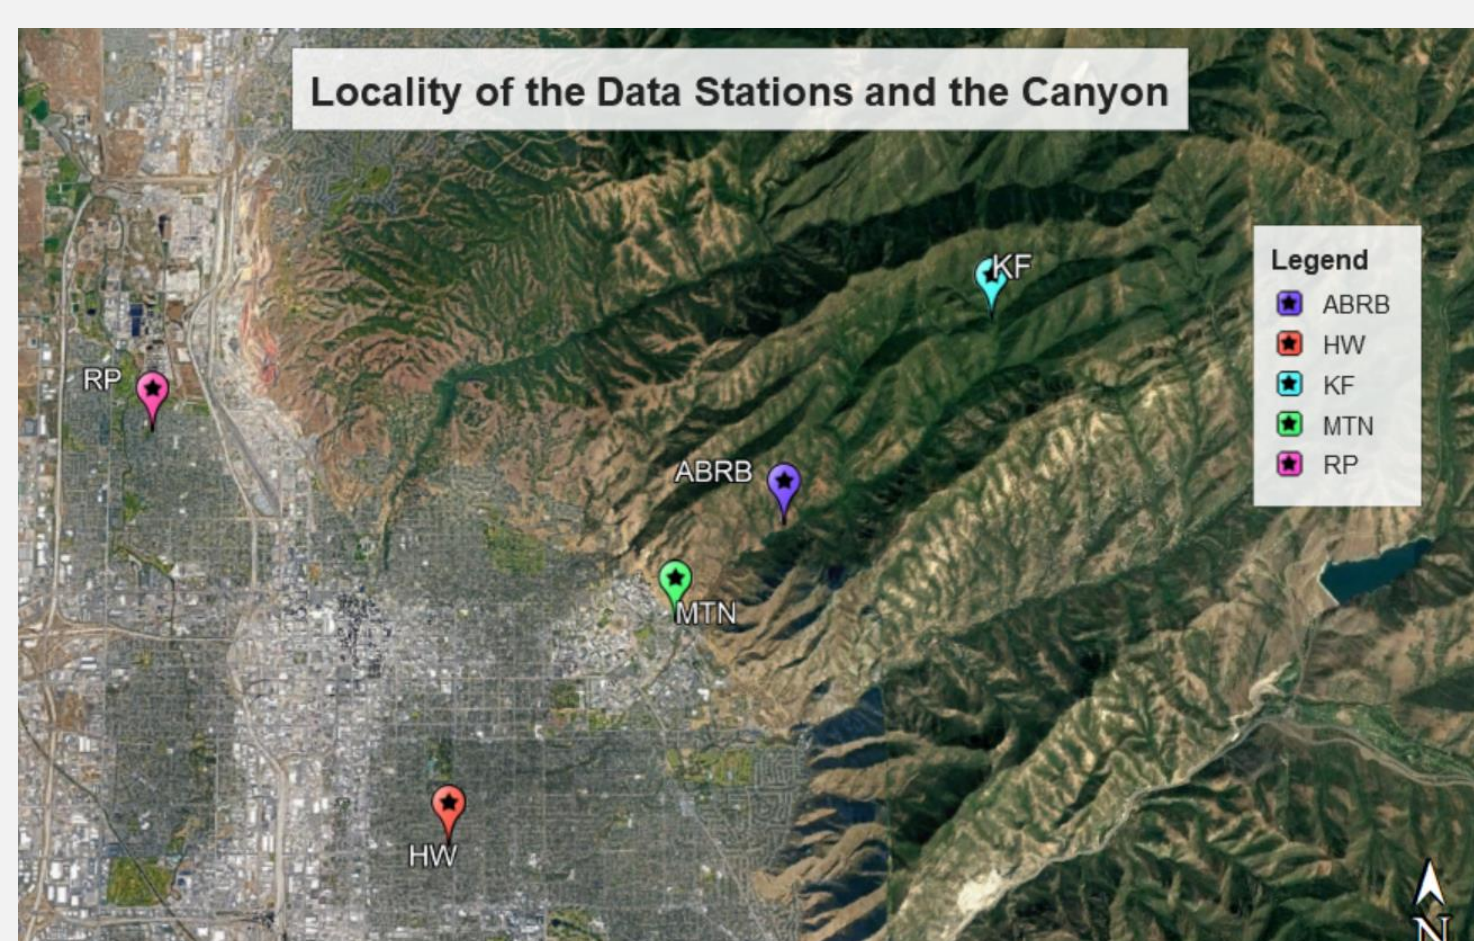 Locality of the Data Stations and the Canyon
KF
RP
ABRB
MTN
HW
Legend
ABRB
HW
KF
MTN
RP
N